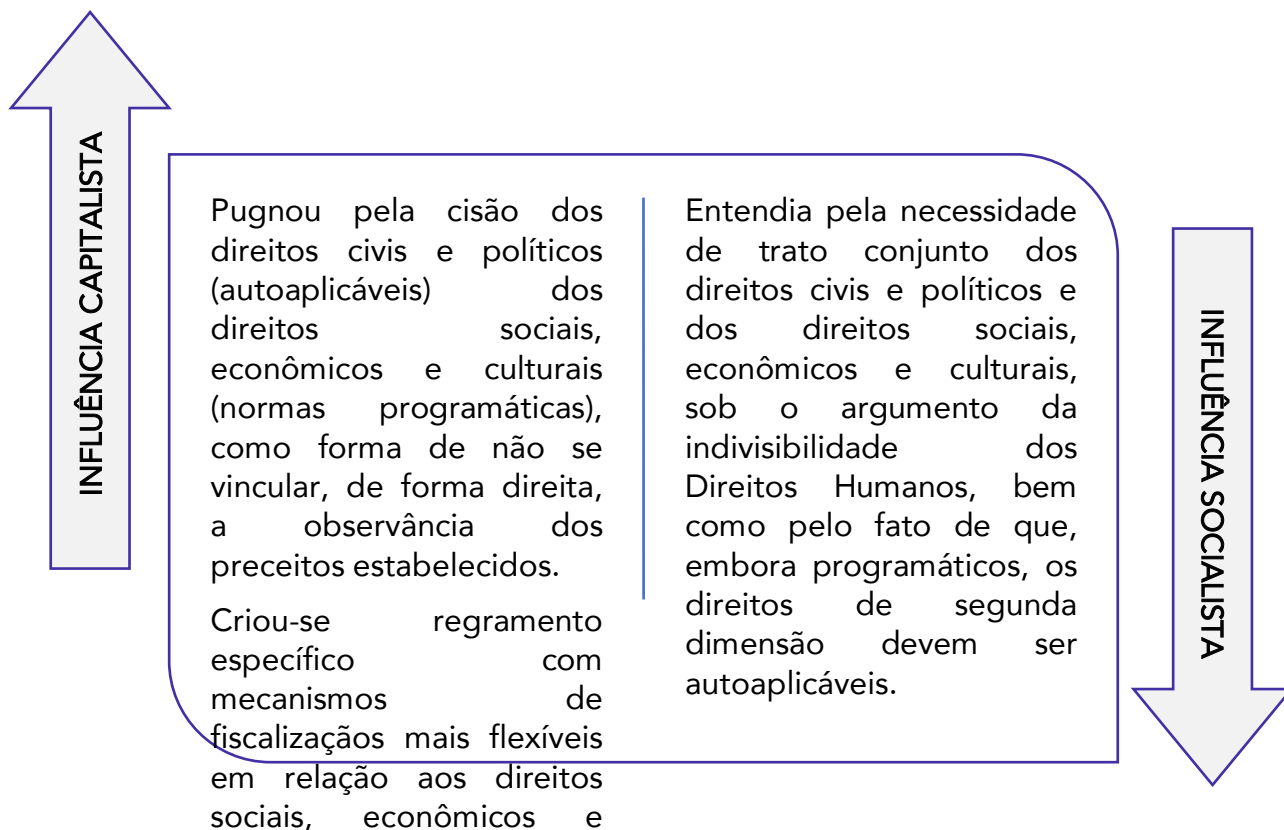 INFLUÊNCIA CAPITALISTA
Pugnou pela cisão dos
direitos civis e políticos
(autoaplicáveis) dos
direitos sociais,
econômicos e culturais
(normas programáticas),
como forma de não se
vincular, de forma direita,
a observância dos
preceitos estabelecidos.
Criou-se regramento
específico com
mecanismos de
fiscalizaçãos mais flexíveis
em relação aos direitos
sociais, econômicos e
Entendia pela necessidade
de trato conjunto dos
direitos civis e políticos e
dos direitos sociais,
econômicos e culturais,
sob o argumento da
indivisibilidade dos
Direitos Humanos, bem
como pelo fato de que,
embora programáticos, os
direitos de segunda
dimensão devem ser
autoaplicáveis.
INFLUÊNCIA SOCIALISTA